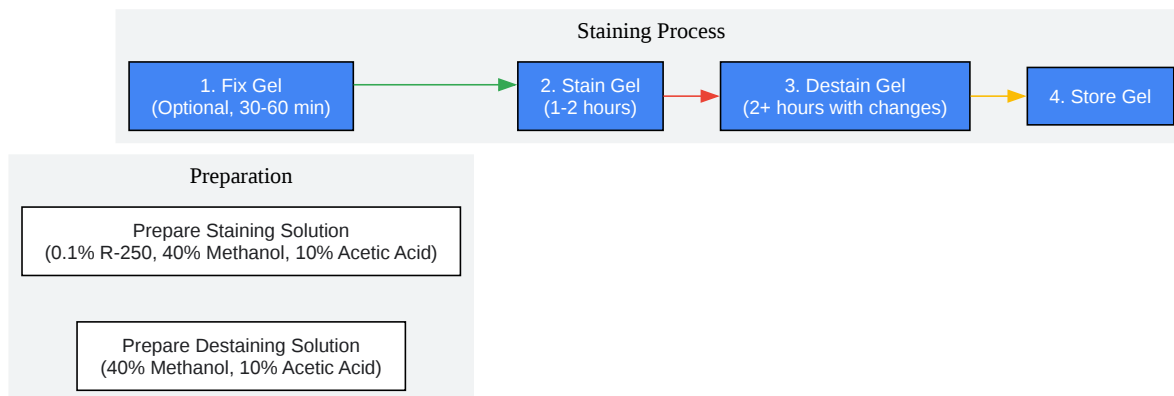 Staining Process
1. Fix Gel
(Optional, 30-60 min)
2. Stain Gel
(1-2 hours)
3. Destain Gel
(2+ hours with changes)
4. Store Gel
Preparation
Prepare Staining Solution
(0.1% R-250, 40% Methanol, 10% Acetic Acid)
Prepare Destaining Solution
(40% Methanol, 10% Acetic Acid)